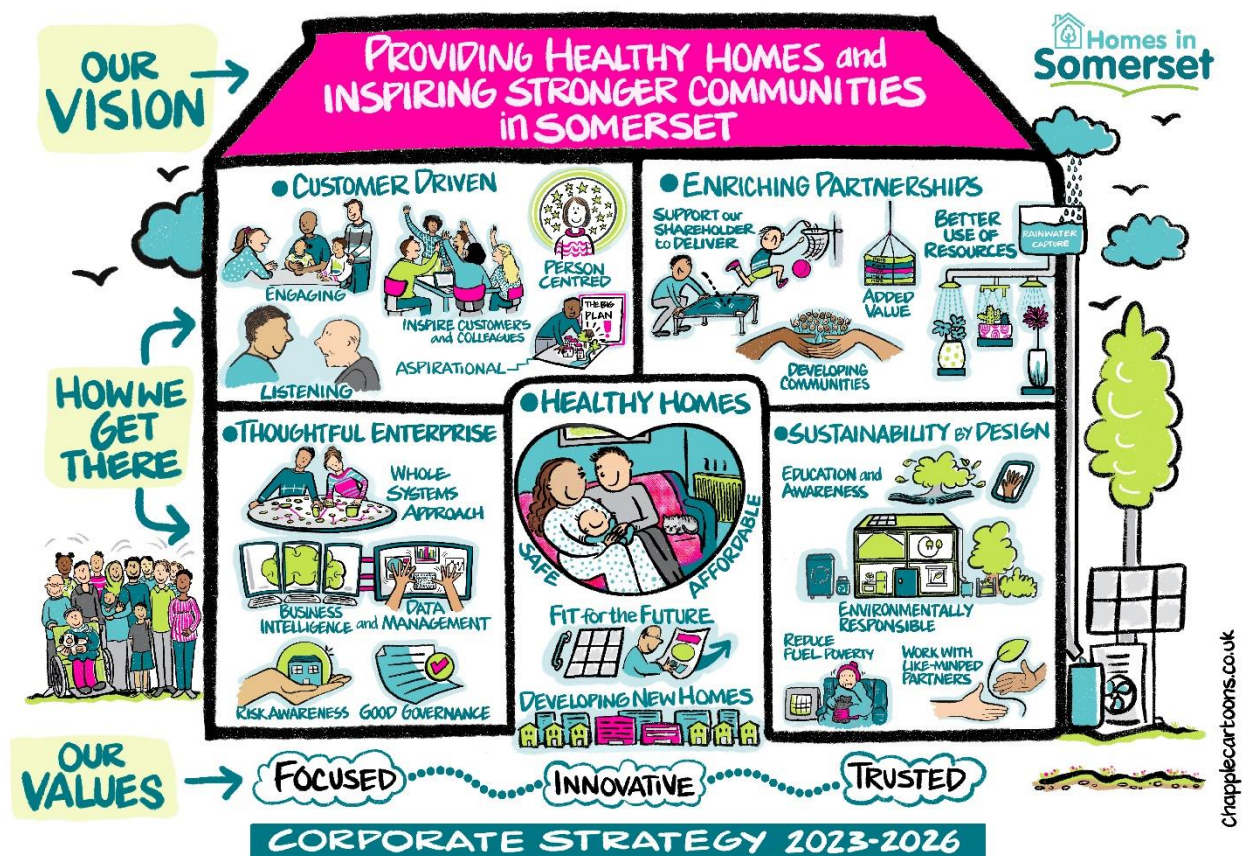 OUR
VISION
PROVIDING HEALTHY HOMES and
INSPIRING STRONGER COMMUNITIES
in SOMERSET
Homes in
Somerset
HOW WE
GET
THERE
CUSTOMER DRIVEN
ENGAGING
INSPIRE CUSTOMERS
and COLLEAGUES
PERSON
CENTRED
THE BIG
PLAN
!
ASPIRATIONAL
LISTENING
ENRICHING PARTNERSHIPS
SUPPORT our
SHAREHOLDER
to DELIVER
ADDED
VALUE
BETTER
USE OF
RESOURCES
RAINWATER
CAPTURE
DEVELOPING
COMMUNITIES
THOUGHTFUL ENTERPRISE
WHOLE-
SYSTEMS
APPROACH
BUSINESS
INTELLIGENCE and DATA
MANAGEMENT
RISK AWARENESS
GOOD GOVERNANCE
HEALTHY HOMES
SAFE
AFFORDABLE
FIT for the FUTURE
DEVELOPING NEW HOMES
SUSTAINABILITY BY DESIGN
EDUCATION and
AWARENESS
ENVIRONMENTALLY
RESPONSIBLE
REDUCE
FUEL POVERTY
WORK WITH
LIKE-MINDED
PARTNERS
OUR
VALUES
FOCUSED
INNOVATIVE
TRUSTED
CORPORATE STRATEGY 2023-2026
chapplecartoons.co.uk